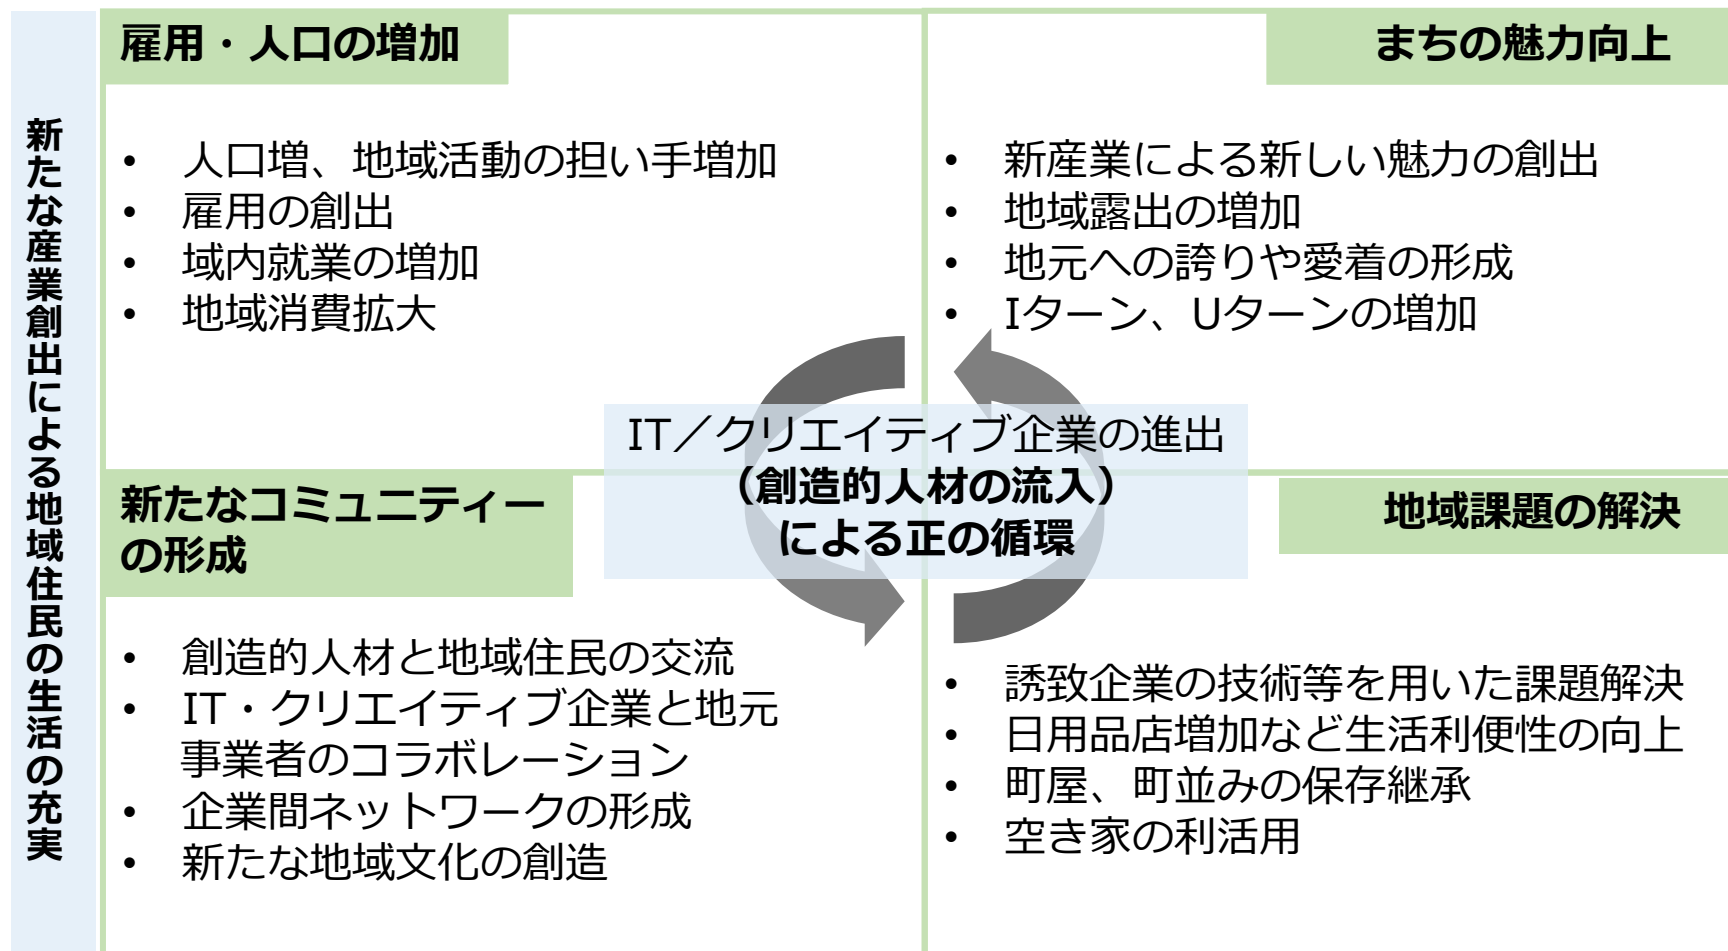 新たな産業創出による地域住民の生活の充実
雇用・人口の増加
• 人口増、地域活動の担い手増加
• 雇用の創出
• 域内就業の増加
• 地域消費拡大
まちの魅力向上
• 新産業による新しい魅力の創出
• 地域露出の増加
• 地元への誇りや愛着の形成
• Iターン、Uターンの増加
IT／クリエイティブ企業の進出
（創造的人材の流入）
による正の循環
新たなコミュニティー
の形成
• 創造的人材と地域住民の交流
• IT・クリエイティブ企業と地元
事業者のコラボレーション
• 企業間ネットワークの形成
• 新たな地域文化の創造
地域課題の解決
• 誘致企業の技術等を用いた課題解決
• 日用品店増加など生活利便性の向上
• 町屋、町並みの保存継承
• 空き家の利活用